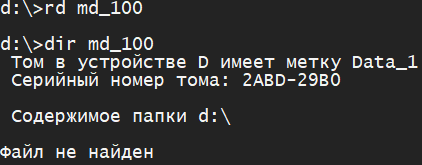 d:\>rd md_100
d:\>dir md_100
Том в устройстве D имеет метку Data_1
Серийный номер тома: 2ABD-29B0
Содержимое папки d:\
Файл не найден